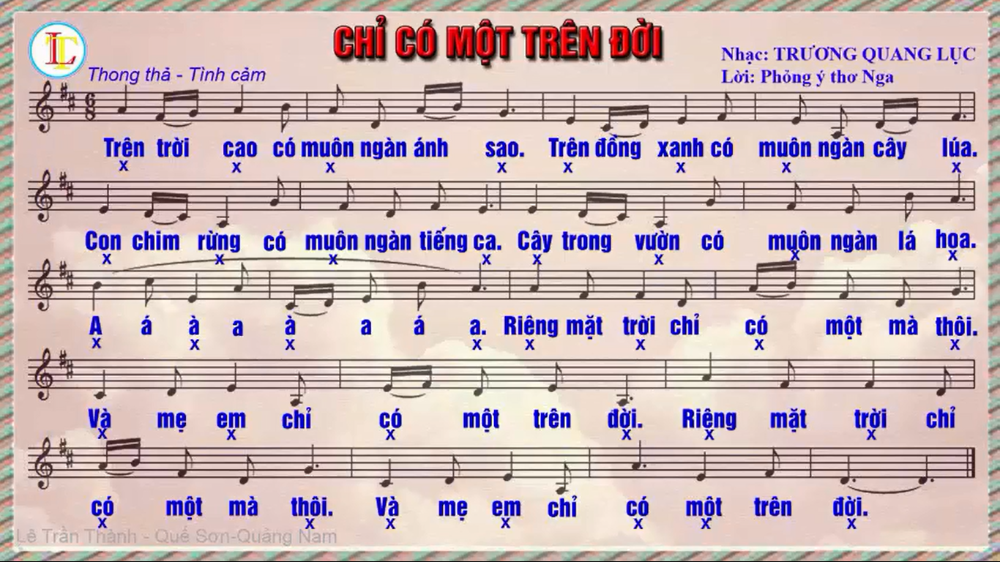 LT
CHỈ CÓ MỘT TRÊN ĐỜI
Nhạc: TRƯƠNG QUANG LỤC
Lời: Phỏng ý thơ Nga
Thong thả - Tình cảm
6
8
Trên trời cao có muôn ngàn ánh sao. Trên đồng xanh có muôn ngàn cây lúa.
x x x x x x x x
Con chim rừng có muôn ngàn tiếng ca. Cây trong vườn có muôn ngàn lá hoa.
x x x x x x x x
A á à a à a á a. Riêng mặt trời chỉ có một mà thôi.
x x x x x x x x
Và mẹ em chỉ có một trên đời. Riêng mặt trời chỉ
x x x x x x
có một mà thôi. Và mẹ em chỉ có một trên đời.
x x x x x x x
Lê Trần Thành - Quế Sơn-Quảng Nam